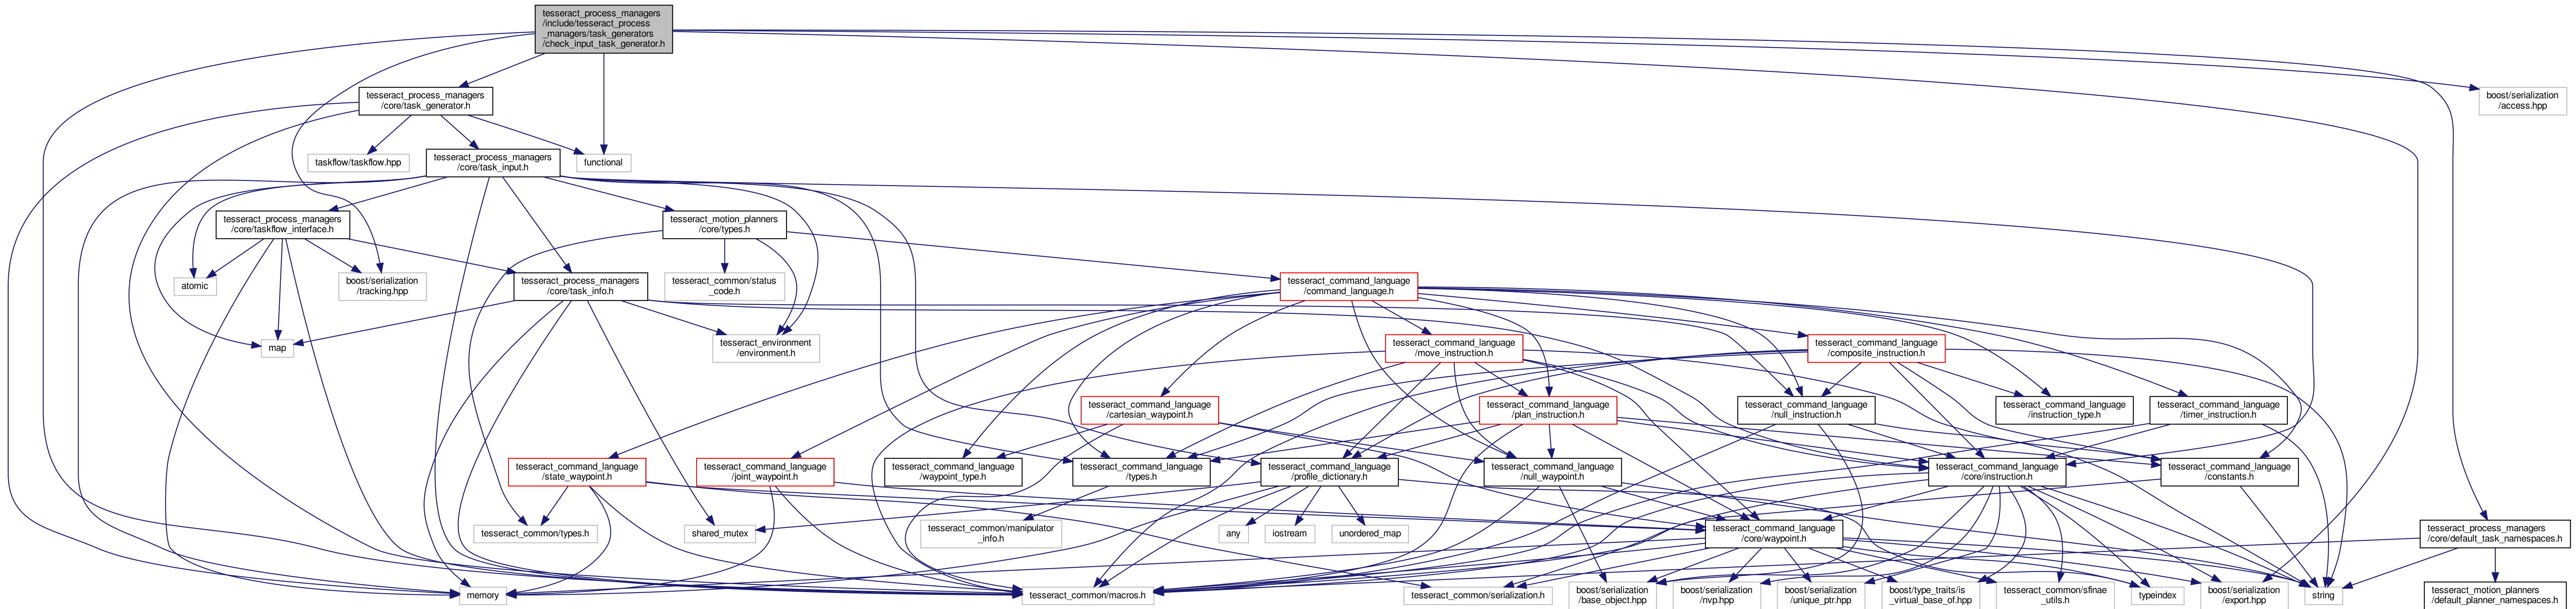 tesseract_process_managers
/include/tesseract_process
_managers/task_generators
/check_input_task_generator.h
tesseract_process_managers
/core/task_generator.h
boost/serialization
/access.hpp
taskflow/taskflow.hpp
tesseract_process_managers
/core/task_input.h
functional
tesseract_process_managers
/core/taskflow_interface.h
tesseract_motion_planners
/core/types.h
atomic
boost/serialization
/tracking.hpp
tesseract_process_managers
/core/task_info.h
tesseract_common/status
_code.h
tesseract_command_language
/command_language.h
map
tesseract_environment
/environment.h
tesseract_command_language
/move_instruction.h
tesseract_command_language
/composite_instruction.h
tesseract_command_language
/cartesian_waypoint.h
tesseract_command_language
/plan_instruction.h
tesseract_command_language
/null_instruction.h
tesseract_command_language
/instruction_type.h
tesseract_command_language
/timer_instruction.h
tesseract_command_language
/state_waypoint.h
tesseract_command_language
/joint_waypoint.h
tesseract_command_language
/waypoint_type.h
tesseract_command_language
/types.h
tesseract_command_language
/profile_dictionary.h
tesseract_command_language
/null_waypoint.h
tesseract_command_language
/core/instruction.h
tesseract_command_language
/constants.h
tesseract_common/types.h
shared_mutex
tesseract_common/manipulator
_info.h
any
iostream
unordered_map
tesseract_command_language
/core/waypoint.h
tesseract_process_managers
/core/default_task_namespaces.h
memory
tesseract_common/macros.h
tesseract_common/serialization.h
boost/serialization
/base_object.hpp
boost/serialization
/nvp.hpp
boost/serialization
/unique_ptr.hpp
boost/type_traits/is
_virtual_base_of.hpp
tesseract_common/sfinae
_utils.h
typeindex
boost/serialization
/export.hpp
string
tesseract_motion_planners
/default_planner_namespaces.h